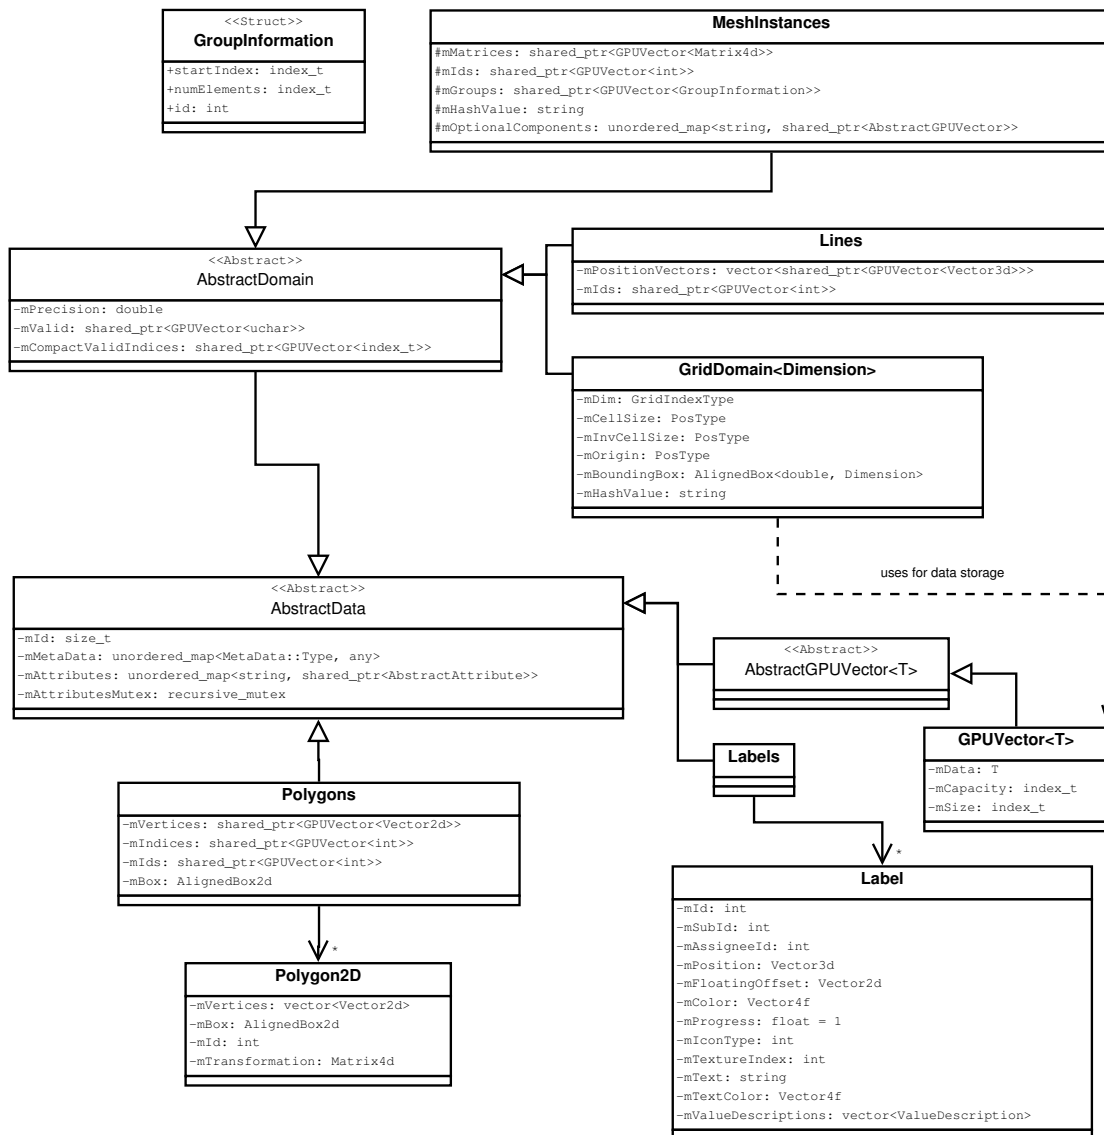 <<Struct>>
GroupInformation
+startIndex: index_t
+numElements: index_t
+id: int
MeshInstances
#mMatrices: shared_ptr<GPUVector<Matrix4d>>
#mIds: shared_ptr<GPUVector<int>>
#mGroups: shared_ptr<GPUVector<GroupInformation>>
#mHashValue: string
#mOptionalComponents: unordered_map<string, shared_ptr<AbstractGPUVector>>
<<Abstract>>
AbstractDomain
-mPrecision: double
-mValid: shared_ptr<GPUVector<uchar>>
-mCompactValidIndices: shared_ptr<GPUVector<index_t>>
Lines
-mPositionVectors: vector<shared_ptr<GPUVector<Vector3d>>>
-mIds: shared_ptr<GPUVector<int>>
GridDomain<Dimension>
-mDim: GridIndexType
-mCellSize: PosType
-mInvCellSize: PosType
-mOrigin: PosType
-mBoundingBox: AlignedBox<double, Dimension>
-mHashValue: string
uses for data storage
<<Abstract>>
AbstractData
-mId: size_t
-mMetaData: unordered_map<MetaData::Type, any>
-mAttributes: unordered_map<string, shared_ptr<AbstractAttribute>>
-mAttributesMutex: recursive_mutex
<<Abstract>>
AbstractGPUVector<T>
GPUVector<T>
-mData: T
-mCapacity: index_t
-mSize: index_t
Labels
*
Polygons
-mVertices: shared_ptr<GPUVector<Vector2d>>
-mIndices: shared_ptr<GPUVector<int>>
-mIds: shared_ptr<GPUVector<int>>
-mBox: AlignedBox2d
*
Polygon2D
-mVertices: vector<Vector2d>
-mBox: AlignedBox2d
-mId: int
-mTransformation: Matrix4d
Label
-mId: int
-mSubId: int
-mAssigneeId: int
-mPosition: Vector3d
-mFloatingOffset: Vector2d
-mColor: Vector4f
-mProgress: float = 1
-mIconType: int
-mTextureIndex: int
-mText: string
-mTextColor: Vector4f
-mValueDescriptions: vector<ValueDescription>